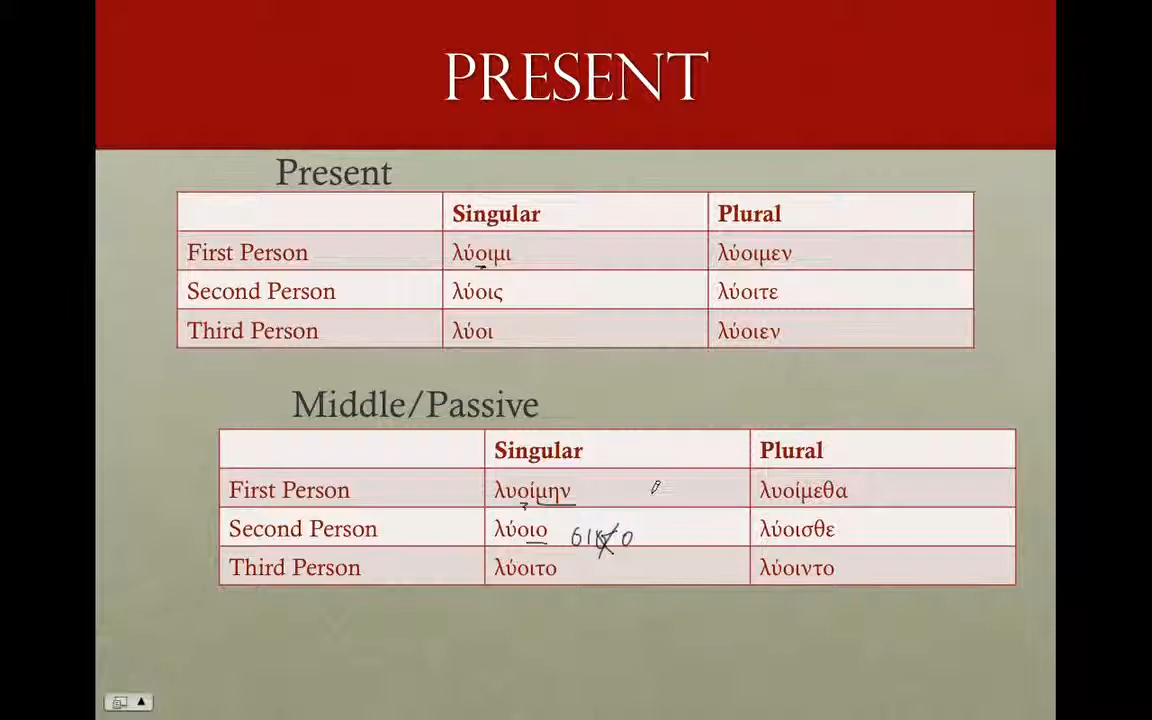 PRESENT
Present
Singular Plural
First Person λύοιμι λύοιμεν
Second Person λύοις λύοιτε
Third Person λύοι λύοιεν
Middle/Passive
Singular Plural
First Person λυοίμην λυοίμεθα
Second Person λύοιο λύοισθε
Third Person λύοιτο λύοιντο